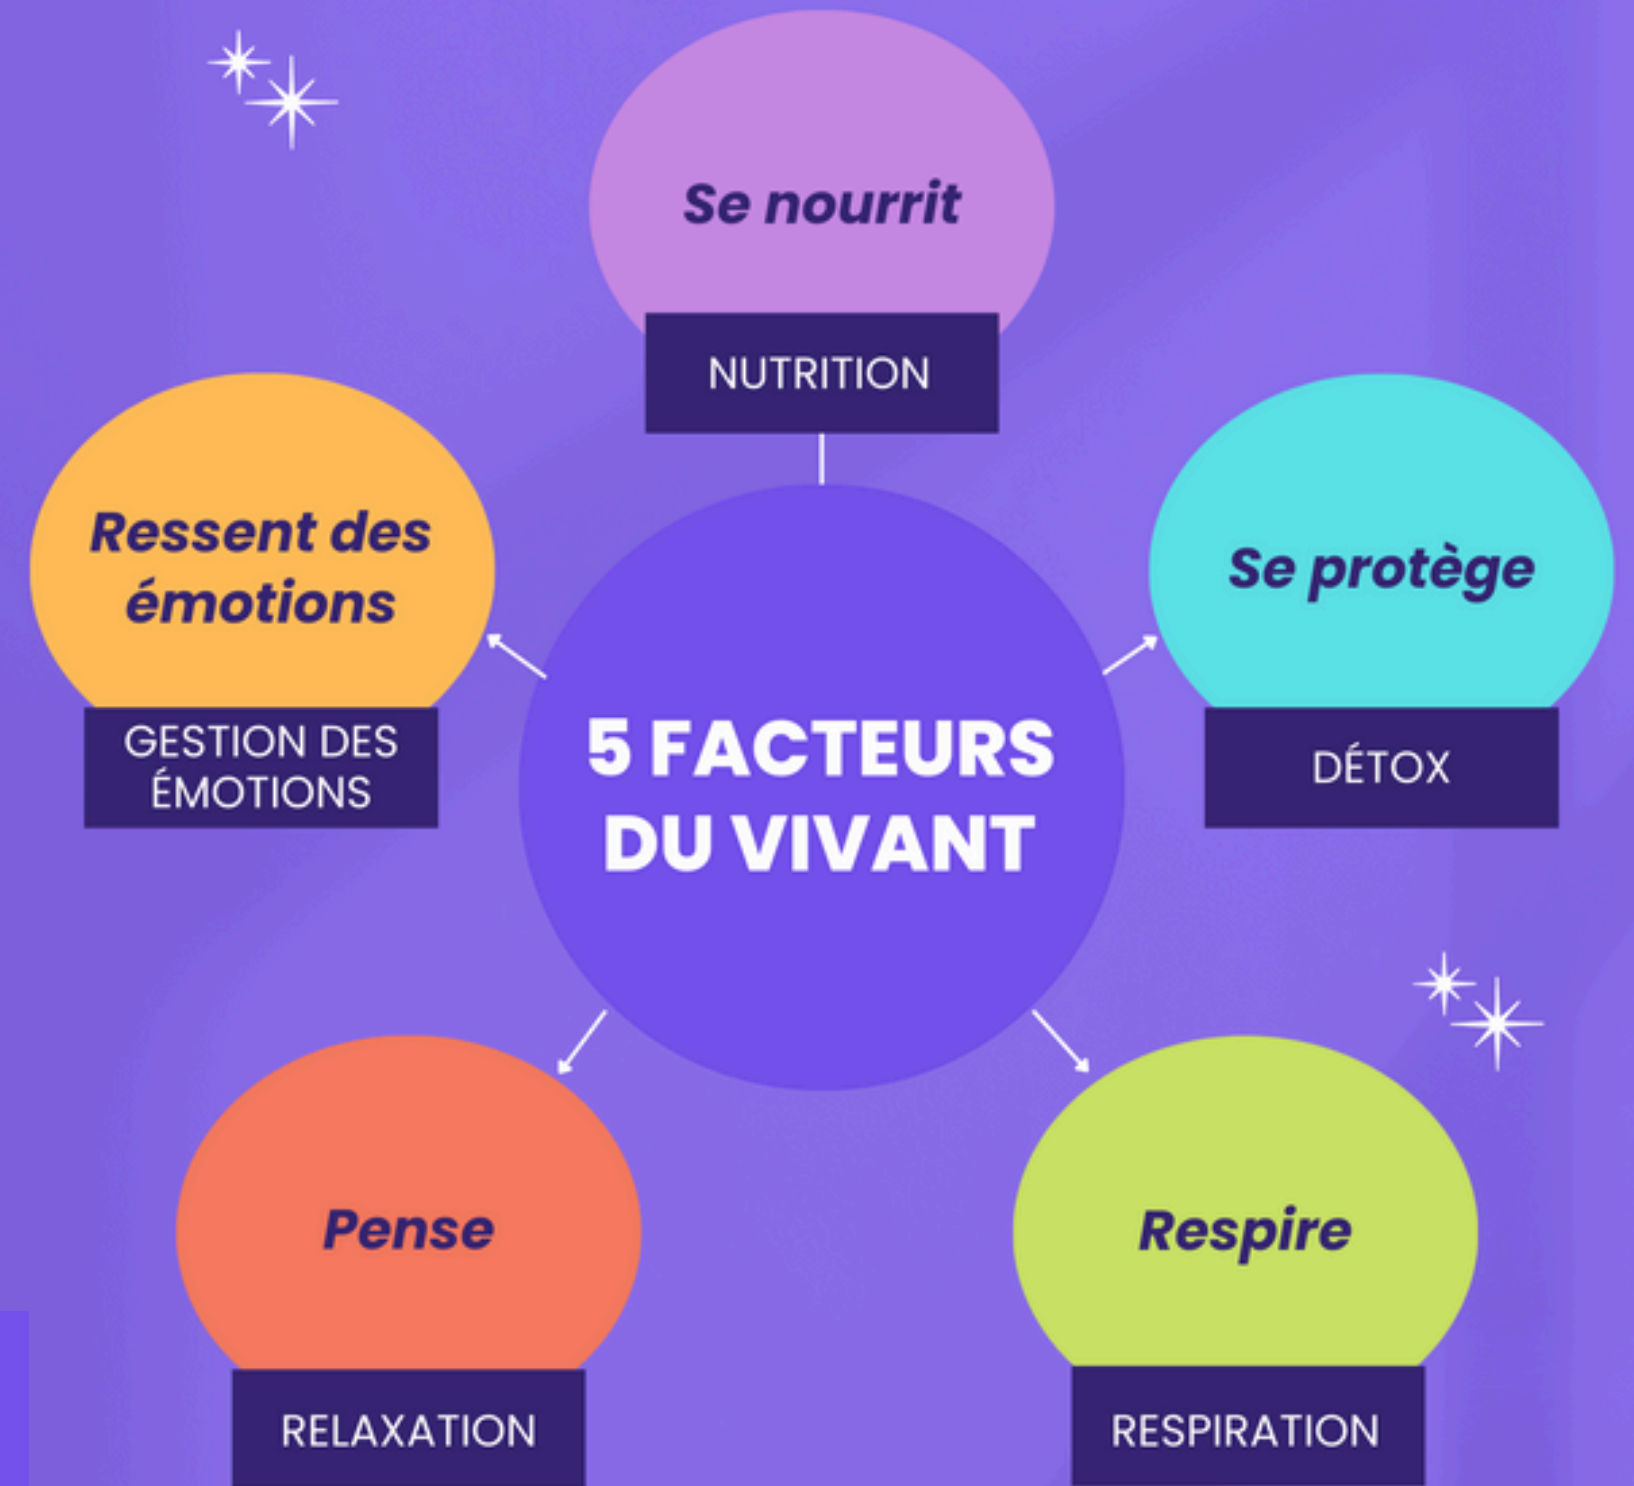 Se nourrit
NUTRITION
Ressent des
émotions
GESTION DES
ÉMOTIONS
Se protège
DÉTOX
5 FACTEURS
DU VIVANT
Pense
RELAXATION
Respire
RESPIRATION